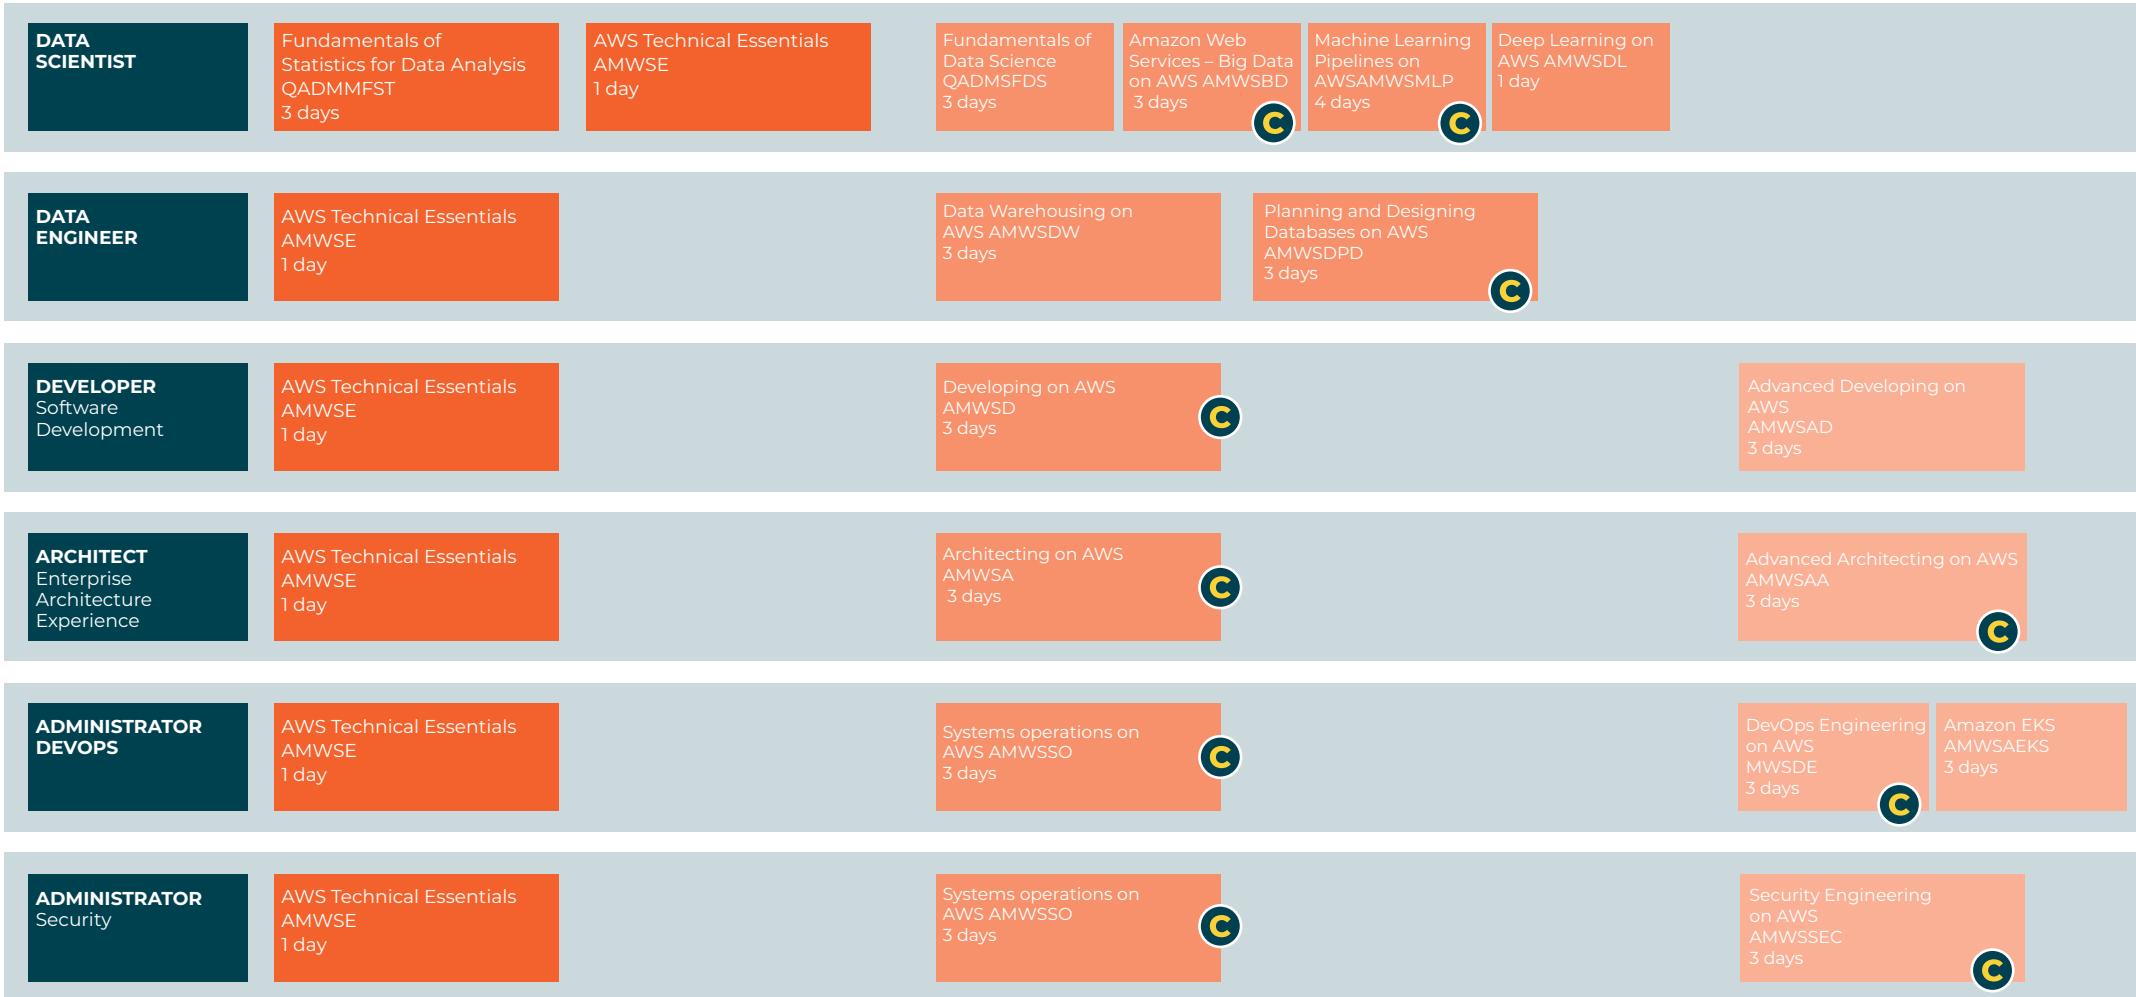 DATA
SCIENTIST
Fundamentals of
Statistics for Data Analysis
QADMMFST
3 days
AWS Technical Essentials
AMWSE
1 day
Fundamentals of
Data Science
QADMSFDS
3 days
Amazon Web
Services – Big Data
on AWS AMWSBD
3 days
C
Machine Learning
Pipelines on
AWSAMWSMLP
4 days
C
Deep Learning on
AWS AMWSDL
1 day
DATA
ENGINEER
AWS Technical Essentials
AMWSE
1 day
Data Warehousing on
AWS AMWSDW
3 days
Planning and Designing
Databases on AWS
AMWSDPD
3 days
C
DEVELOPER
Software
Development
AWS Technical Essentials
AMWSE
1 day
Developing on AWS
AMWSD
3 days
C
Advanced Developing on
AWS
AMWSAD
3 days
ARCHITECT
Enterprise
Architecture
Experience
AWS Technical Essentials
AMWSE
1 day
Architecting on AWS
AMWSA
3 days
C
Advanced Architecting on AWS
AMWSAA
3 days
C
ADMINISTRATOR
DEVOPS
AWS Technical Essentials
AMWSE
1 day
Systems operations on
AWS AMWSSO
3 days
C
DevOps Engineering
on AWS
MWSDE
3 days
C
Amazon EKS
AMWSAEKS
3 days
ADMINISTRATOR
Security
AWS Technical Essentials
AMWSE
1 day
Systems operations on
AWS AMWSSO
3 days
C
Security Engineering
on AWS
AMWSSEC
3 days
C